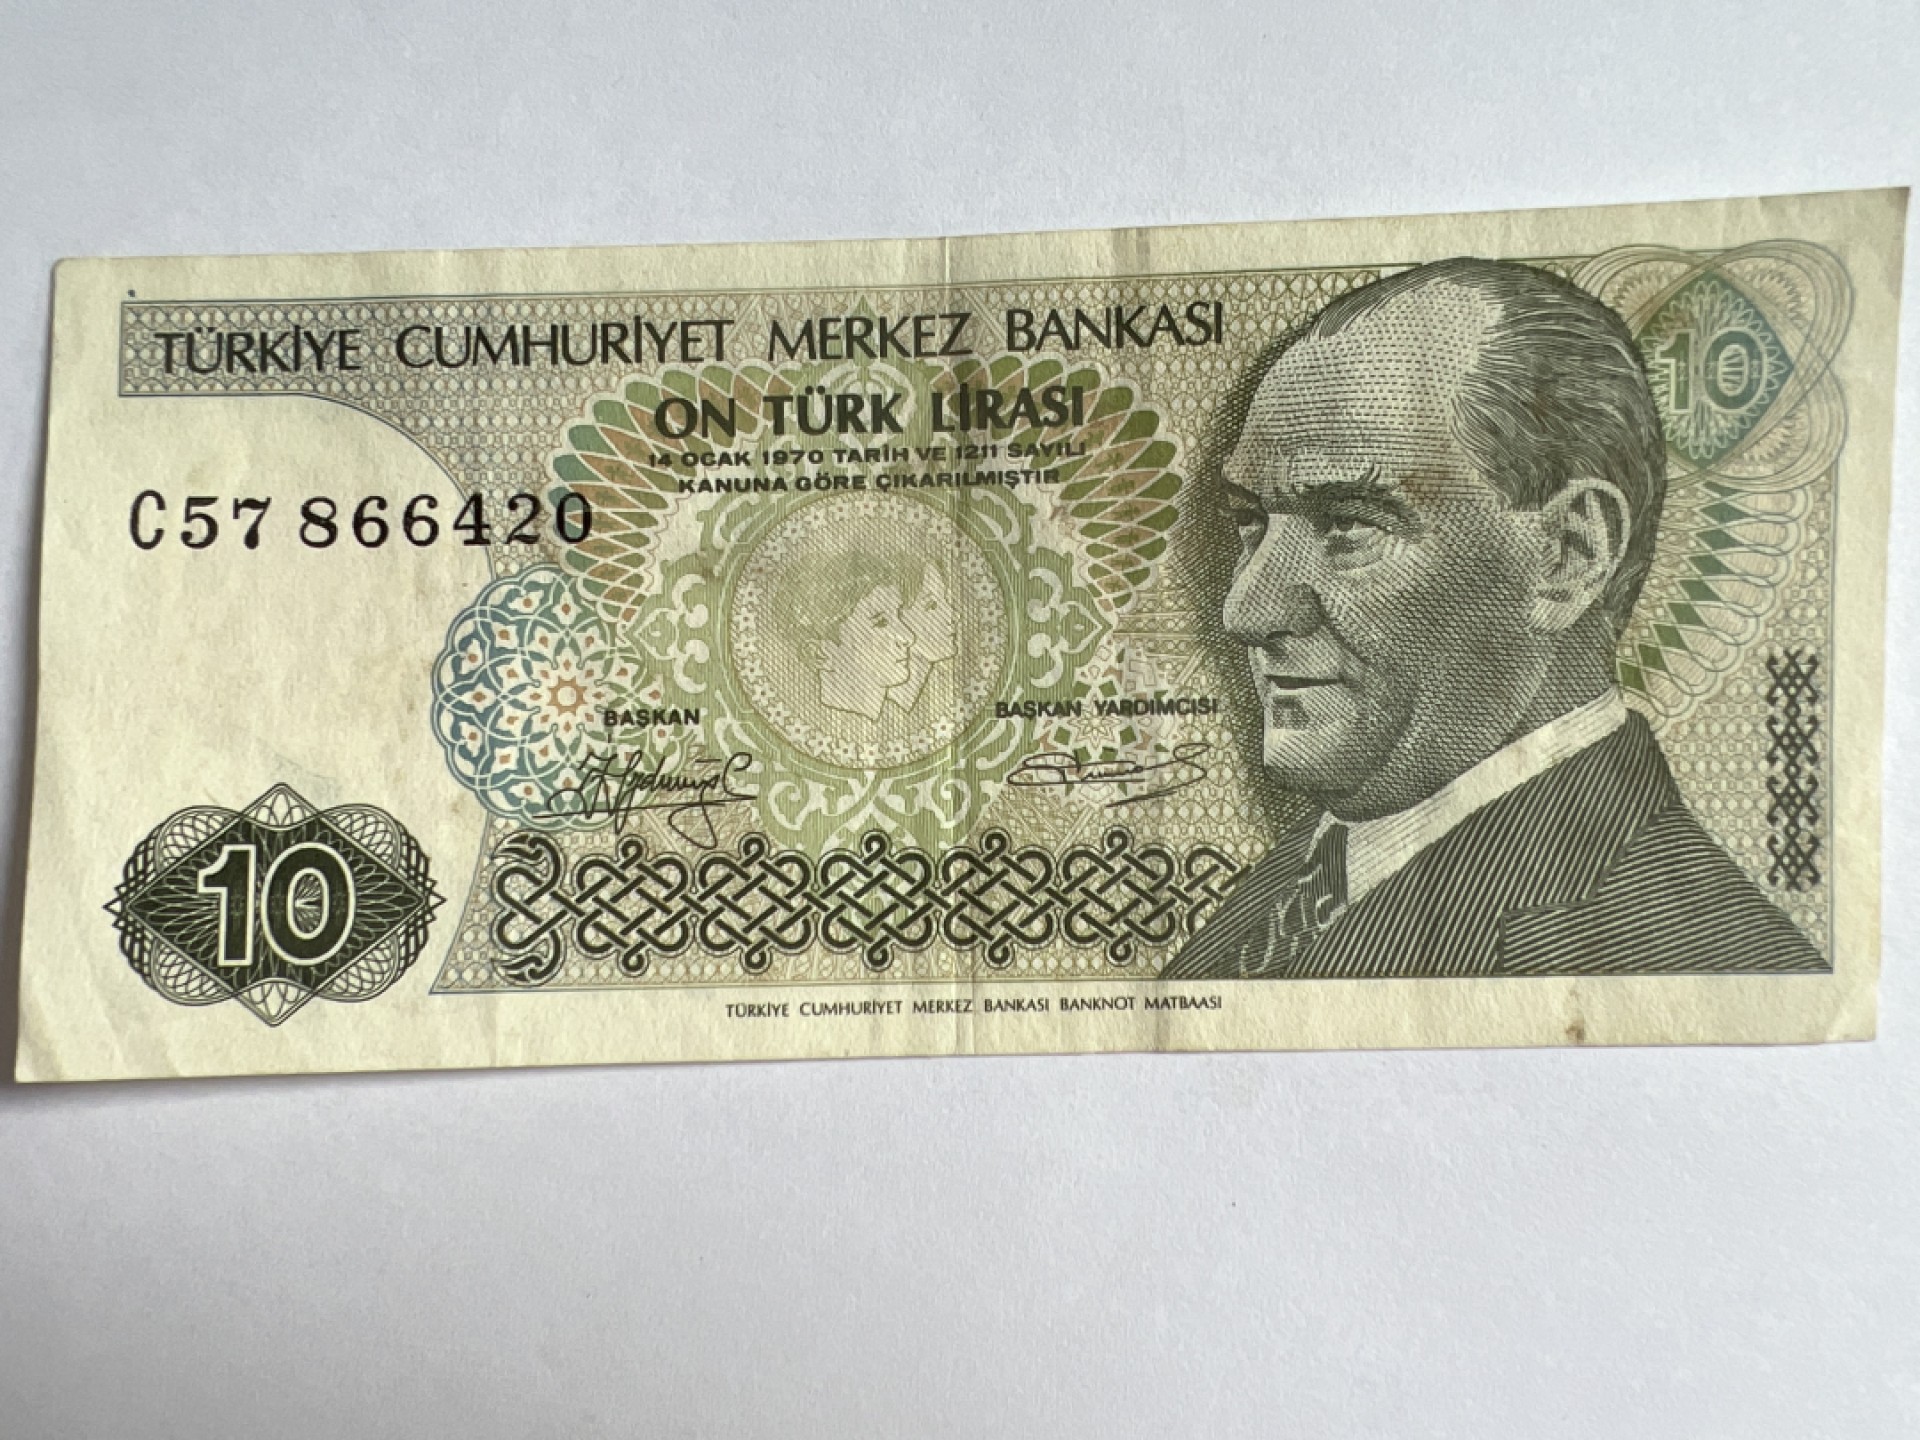 TÜRKİYE CUMHURİYET MERKEZ BANKASI
10
ON TÜRK LİRASI
14 OCAK 1970 TARİH VE 1211 SAYILI
KANUNA GÖRE ÇIKARILMIŞTIR
C57 866420
BAŞKAN
BAŞKAN YARDIMCISI
10
TÜRKİYE CUMHURİYET MERKEZ BANKASI BANKNOT MATBAASI